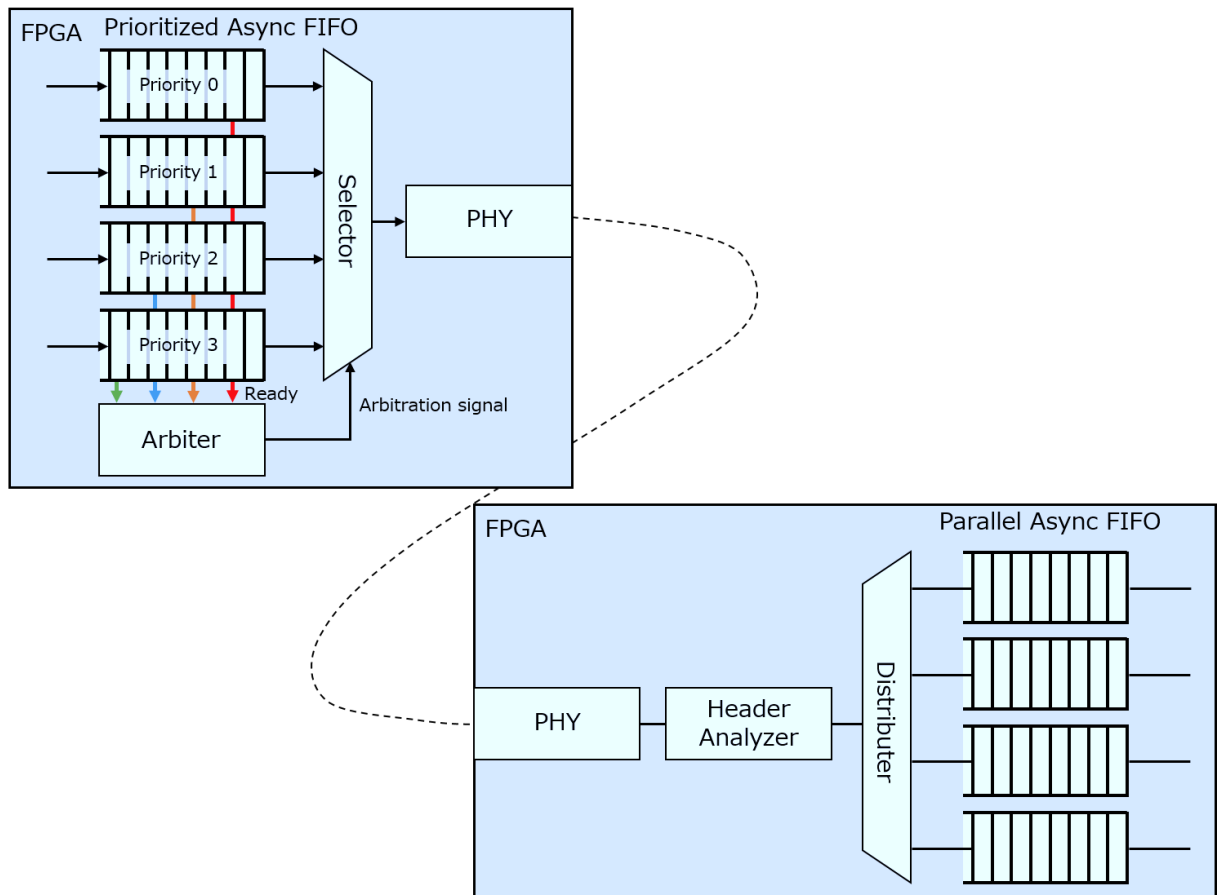 FPGA
Prioritized Async FIFO
Priority 0
Priority 1
Priority 2
Priority 3
Selector
PHY
Ready
Arbitration signal
Arbiter
FPGA
Parallel Async FIFO
PHY
Header
Analyzer
Distributer